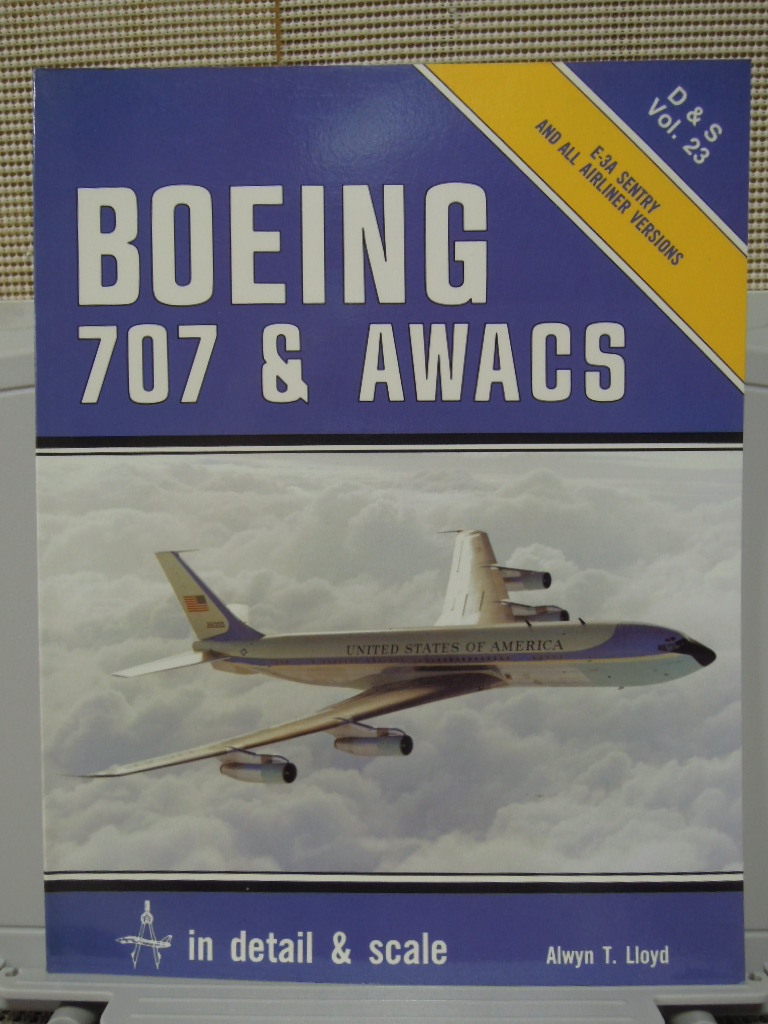 D & S
Vol. 23
E-3A SENTRY
AND ALL AIRLINER VERSIONS
BOEING
707 & AWACS
UNITED STATES OF AMERICA
in detail & scale
Alwyn T. Lloyd